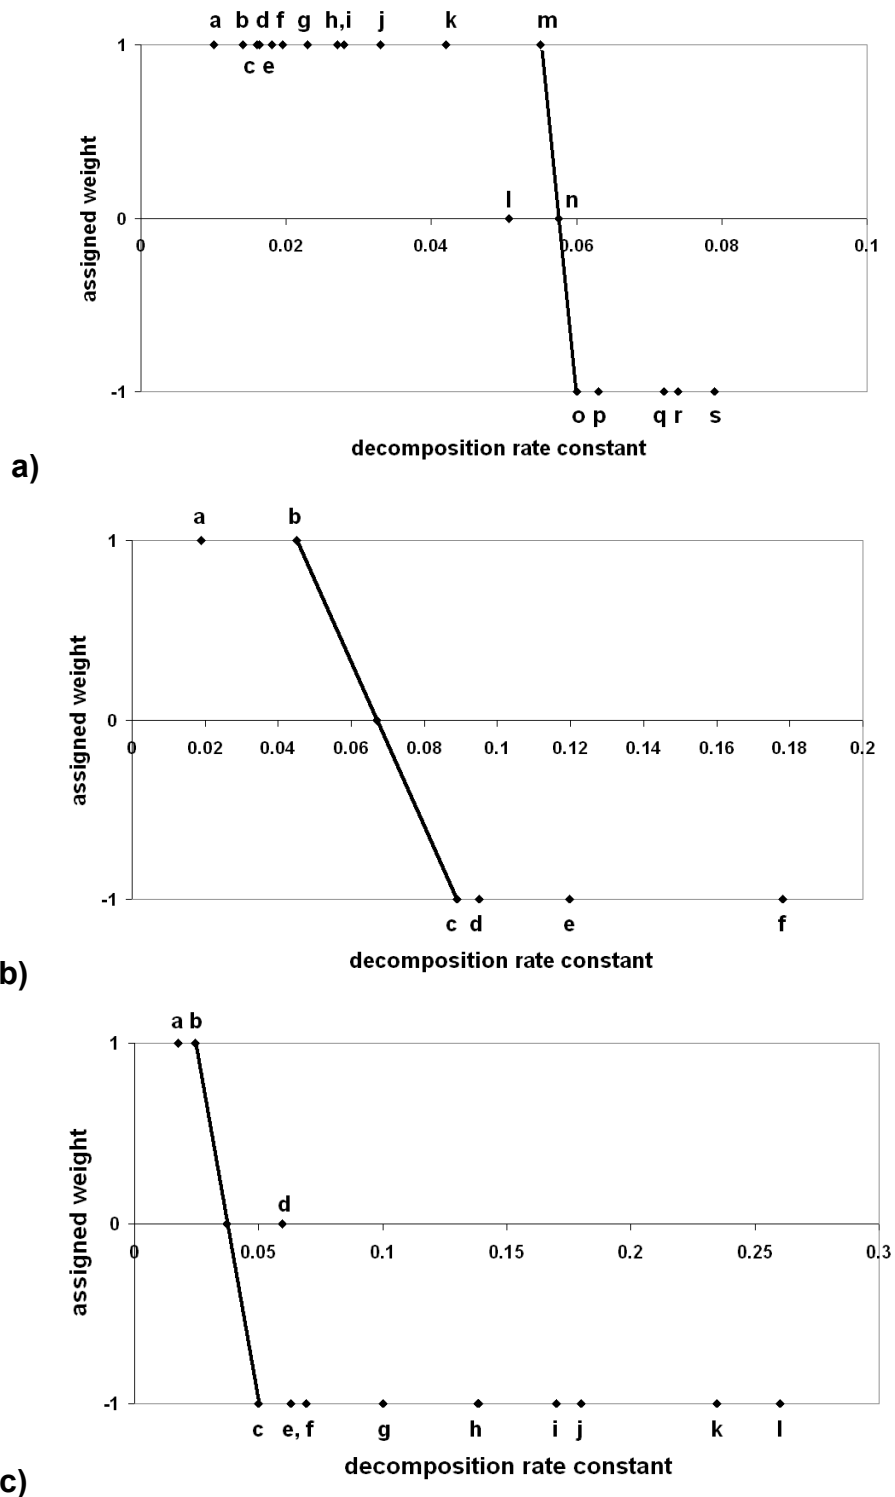 a b d f g h,i j k m
1
c e
assigned weight
l n
0
0 0.02 0.04 0.06 0.08 0.1
-1
o p q r s
decomposition rate constant
a)
a b
1
assigned weight
0
0 0.02 0.04 0.06 0.08 0.1 0.12 0.14 0.16 0.18 0.2
-1
c d e f
decomposition rate constant
b)
a b
1
assigned weight
d
0
0 0.05 0.1 0.15 0.2 0.25 0.3
-1
c e, f g h i j k l
decomposition rate constant
c)